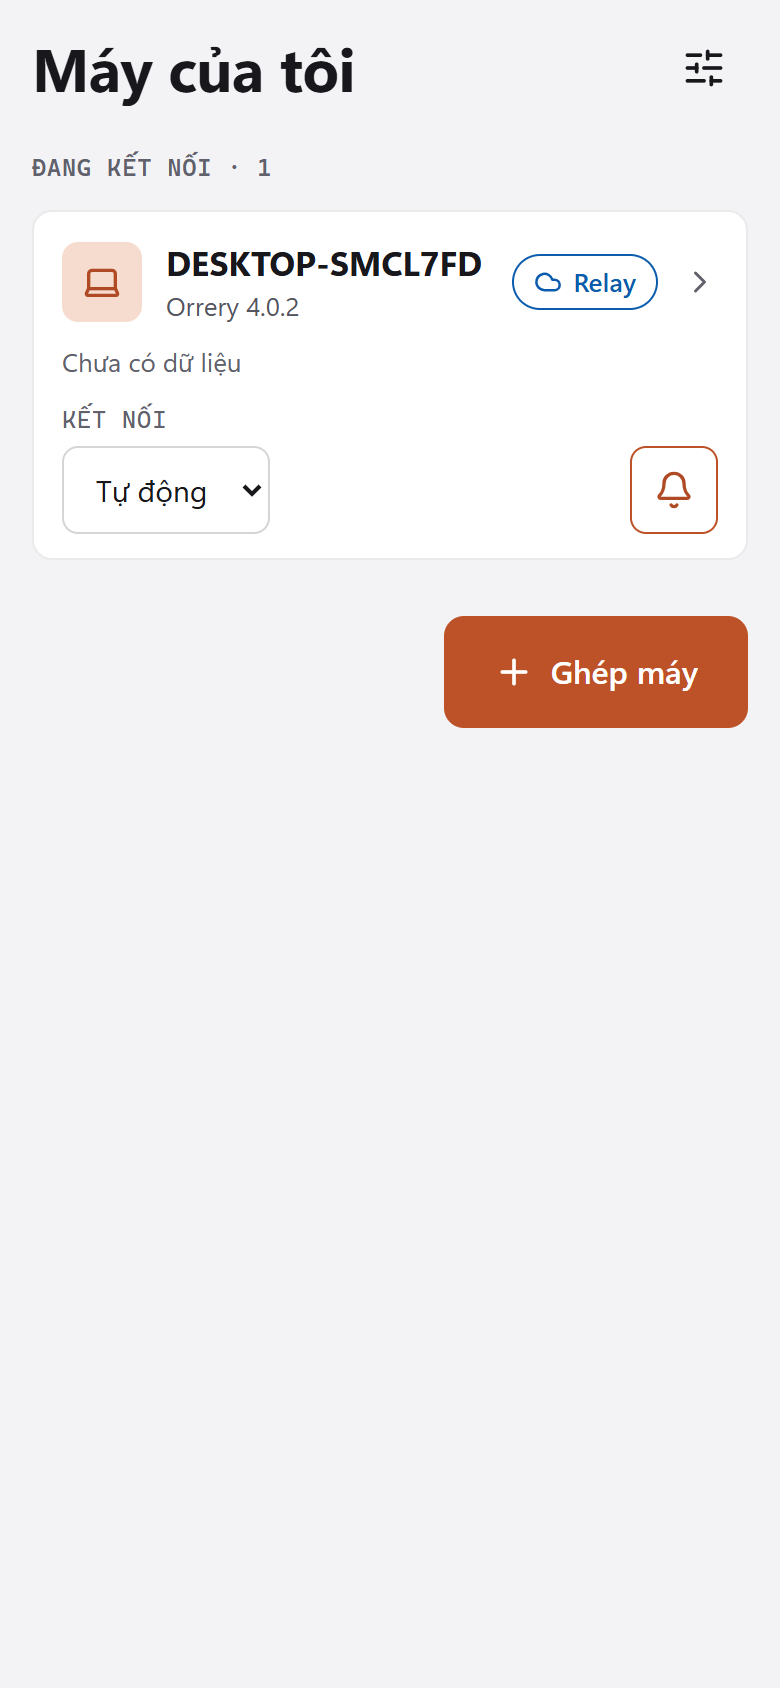 Máy của tôi
ĐANG KẾT NỐI · 1
DESKTOP-SMCL7FD
Orrery 4.0.2
Relay
Chưa có dữ liệu
KẾT NỐI
Tự động
Ghép máy